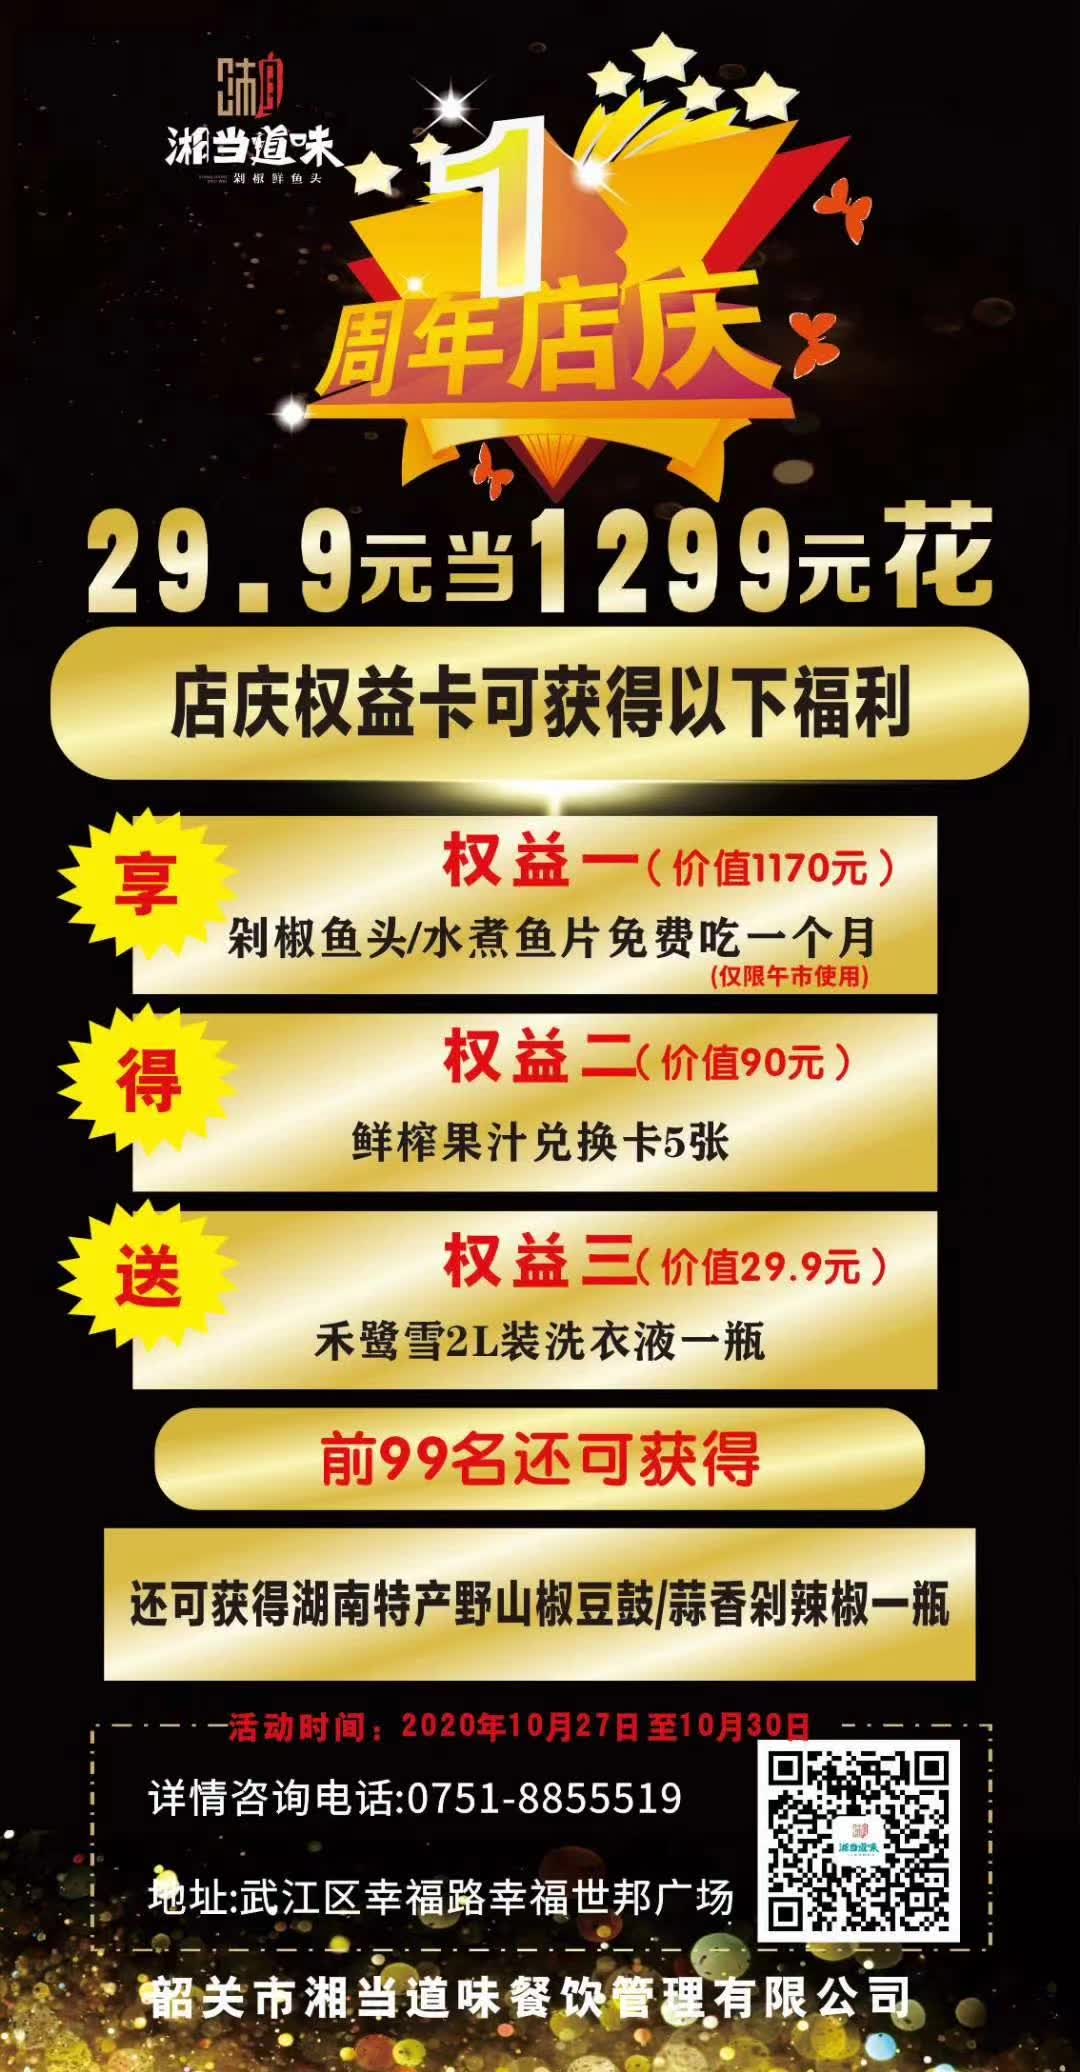 湘当道味
剁椒鲜鱼头
1
周年店庆
29.9元当1299元花
店庆权益卡可获得以下福利
享
权益一(价值1170元)
剁椒鱼头/水煮鱼片免费吃一个月
(仅限午市使用)
得
权益二(价值90元)
鲜榨果汁兑换卡5张
送
权益三(价值29.9元)
禾鹭雪2L装洗衣液一瓶
前99名还可获得
还可获得湖南特产野山椒豆鼓/蒜香剁辣椒一瓶
活动时间：2020年10月27日至10月30日
详情咨询电话:0751-8855519
湘当道味
地址:武江区幸福路幸福世邦广场
韶关市湘当道味餐饮管理有限公司